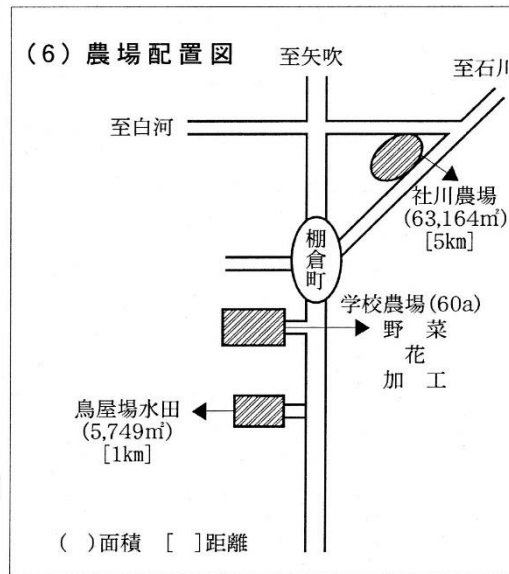 (6)農場配置図
至矢吹
至石川
至白河
社川農場
(63,164㎡)
[5km]
棚倉町
学校農場(60a)
野菜
花
加工
鳥屋場水田
(5,749㎡)
[1km]
( )面積 [ ]距離